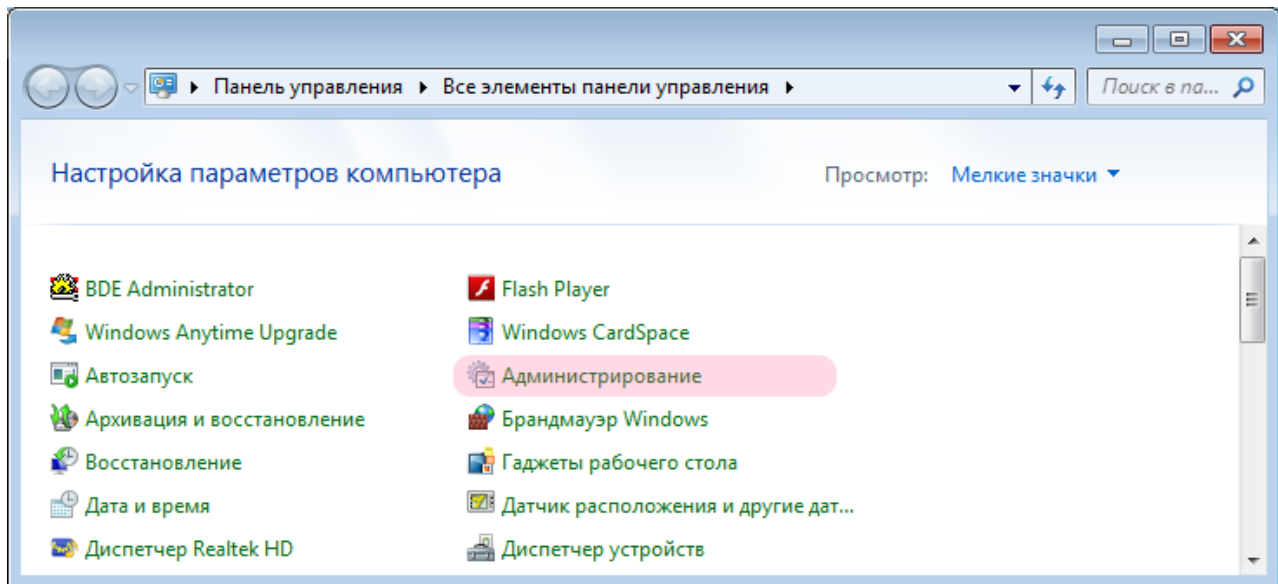 Панель управления Все элементы панели управления Поиск в па...
Настройка параметров компьютера Просмотр: Мелкие значки
BDE Administrator Flash Player
Windows Anytime Upgrade Windows CardSpace
Автозапуск Администрирование
Архивация и восстановление Брандмауэр Windows
Восстановление Гаджеты рабочего стола
Дата и время Датчик расположения и другие дат...
Диспетчер Realtek HD Диспетчер устройств